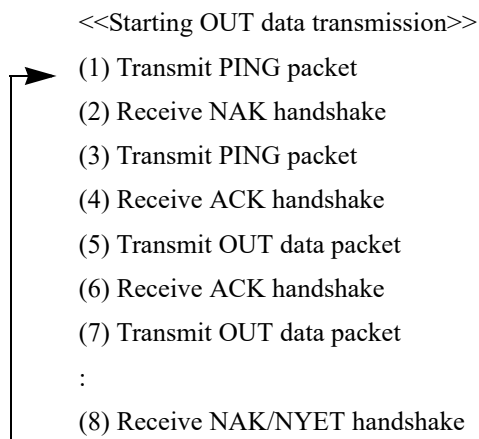 <<Starting OUT data transmission>>
(1) Transmit PING packet
(2) Receive NAK handshake
(3) Transmit PING packet
(4) Receive ACK handshake
(5) Transmit OUT data packet
(6) Receive ACK handshake
(7) Transmit OUT data packet
:
(8) Receive NAK/NYET handshake